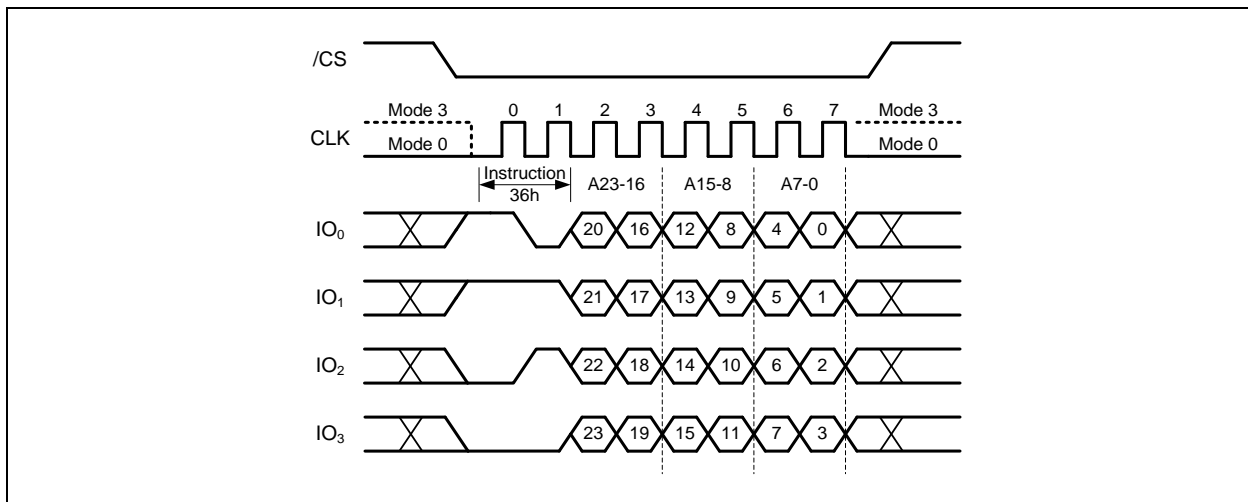 /CS
Mode 3 0 1 2 3 4 5 6 7 Mode 3
CLK
Mode 0 Mode 0
Instruction
36h
A23-16 A15-8 A7-0
IO₀ 20 16 12 8 4 0
IO₁ 21 17 13 9 5 1
IO₂ 22 18 14 10 6 2
IO₃ 23 19 15 11 7 3